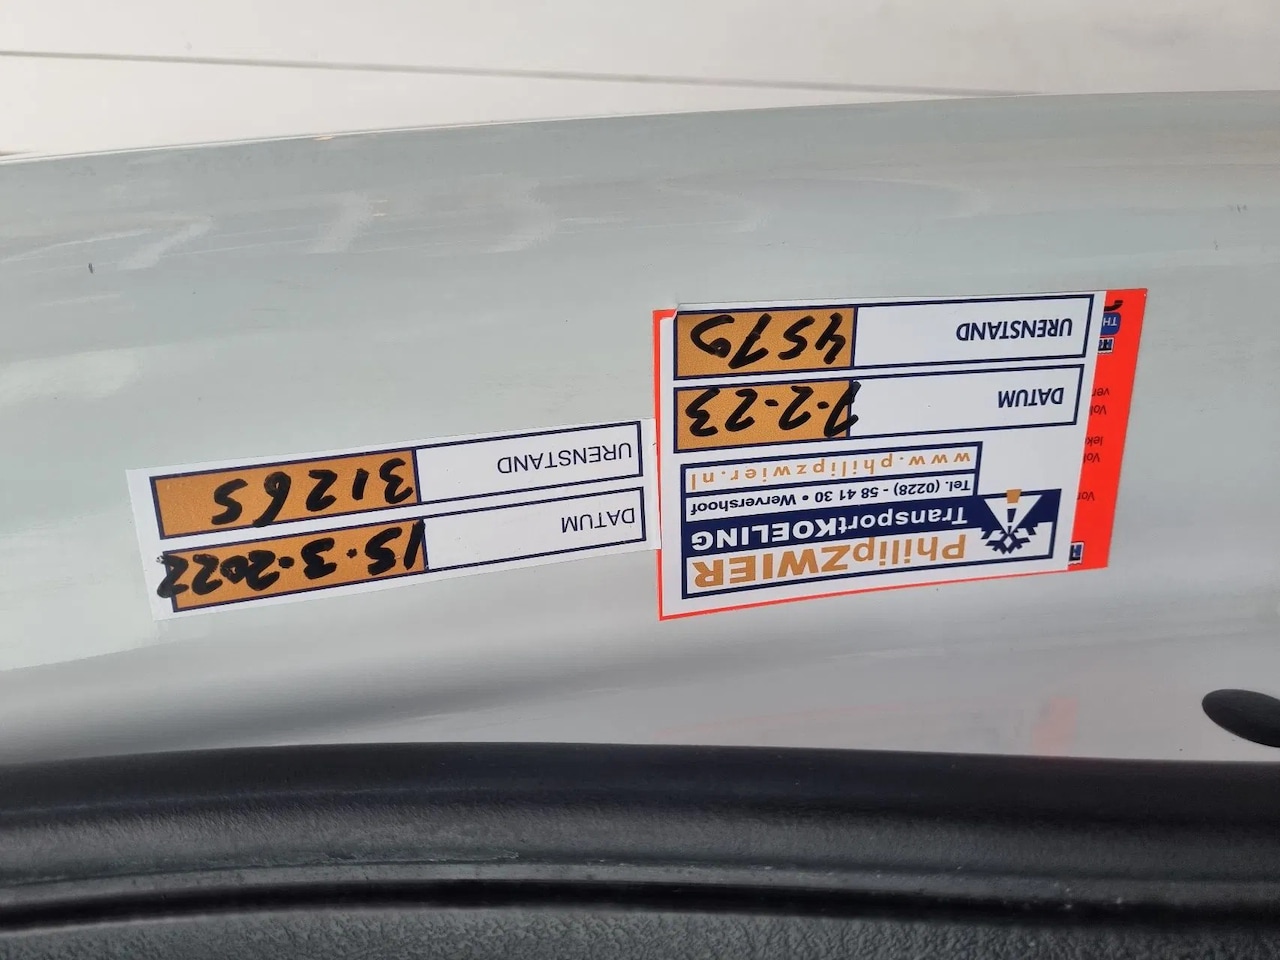 PhilipZWIER
TransportKOELING
Tel. (0228) - 58 41 30 • Wervershoof
www.philipzwier.nl
DATUM 7-2-23
URENSTAND 4579
DATUM 15-3-2022
URENSTAND 31265